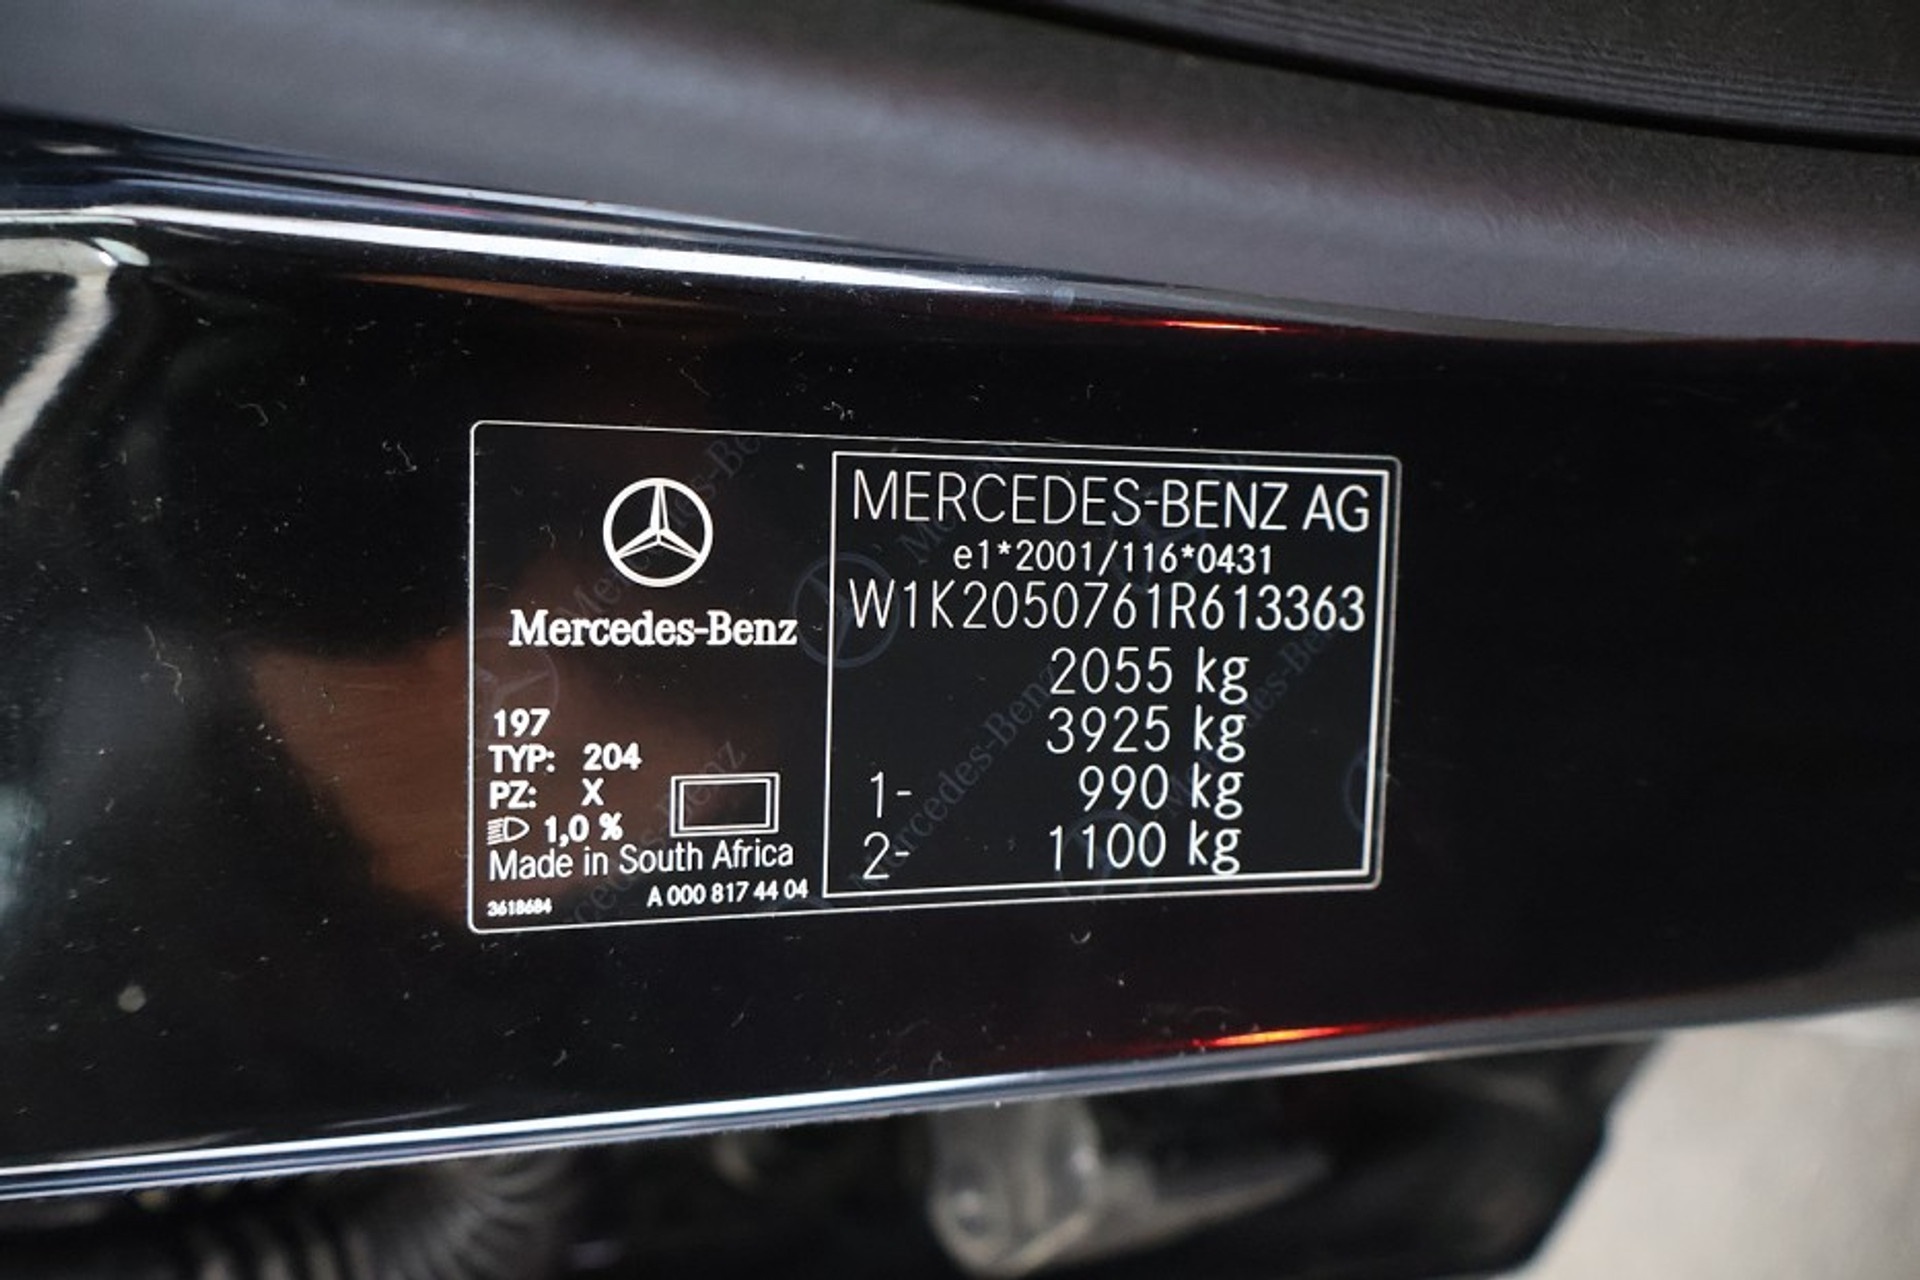 Mercedes-Benz
197
TYP: 204
PZ: X
1,0 %
Made in South Africa
3618684
A 000 817 44 04
MERCEDES-BENZ AG
e1*2001/116*0431
W1K2050761R613363
2055 kg
3925 kg
1- 990 kg
2- 1100 kg